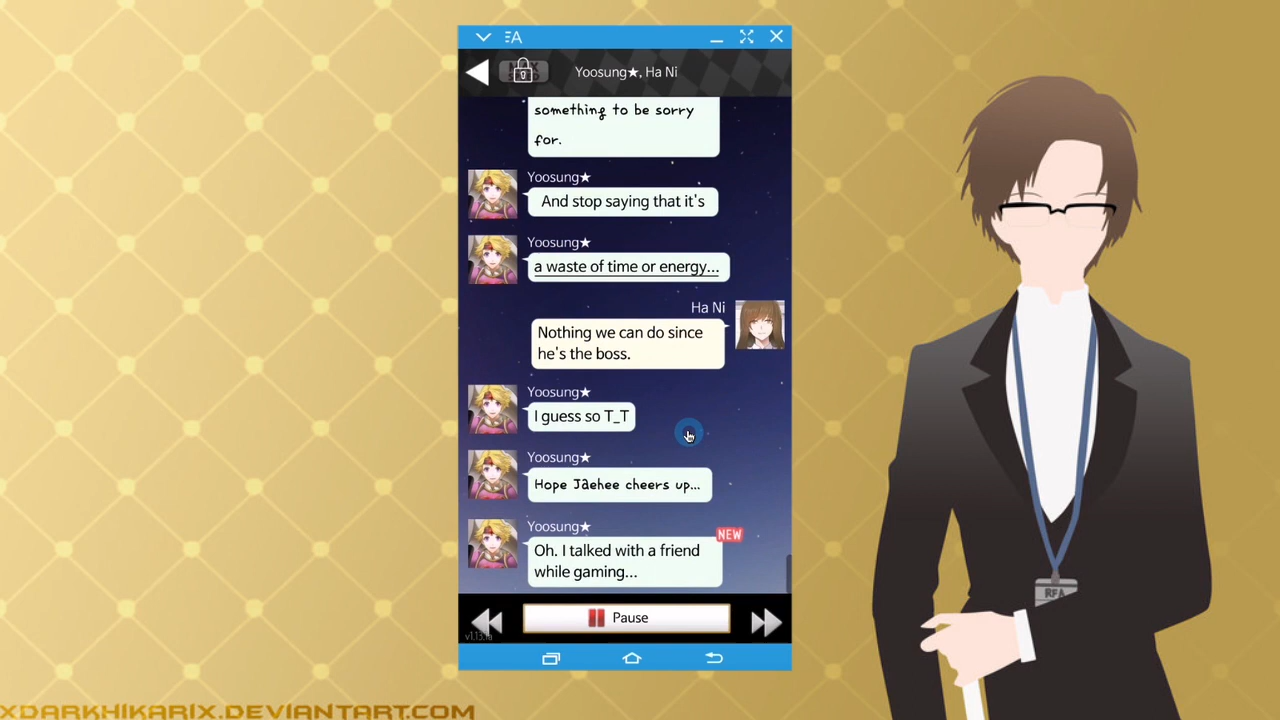 Yoosung★, Ha Ni
something to be sorry
for.
Yoosung★
And stop saying that it's
Yoosung★
a waste of time or energy...
Ha Ni
Nothing we can do since
he's the boss.
Yoosung★
I guess so T_T
Yoosung★
Hope Jaehee cheers up...
Yoosung★
NEW
Oh. I talked with a friend
while gaming...
Pause
RFA
XDARKHIKARIX.DEVIANTART.COM